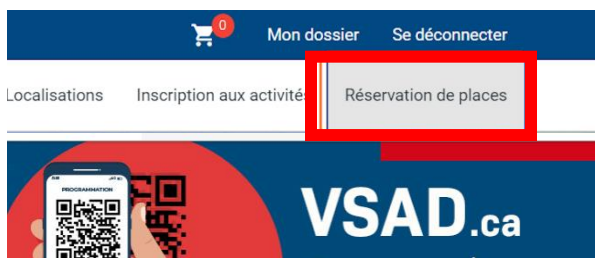 0
Mon dossier Se déconnecter
Localisations Inscription aux activités Réservation de places
PROGRAMMATION
VSAD.ca